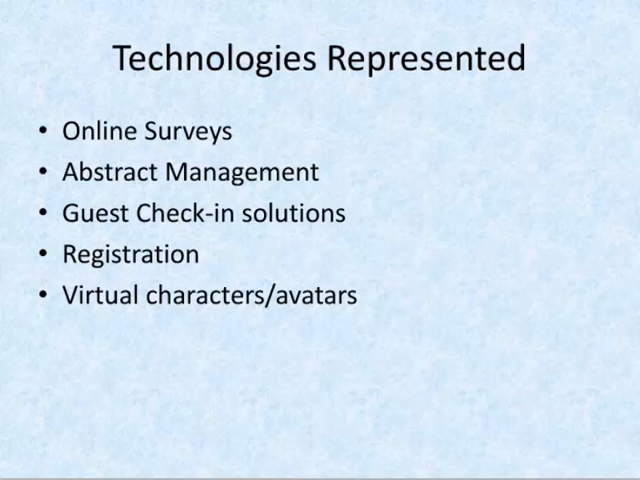 Technologies Represented
• Online Surveys
• Abstract Management
• Guest Check-in solutions
• Registration
• Virtual characters/avatars